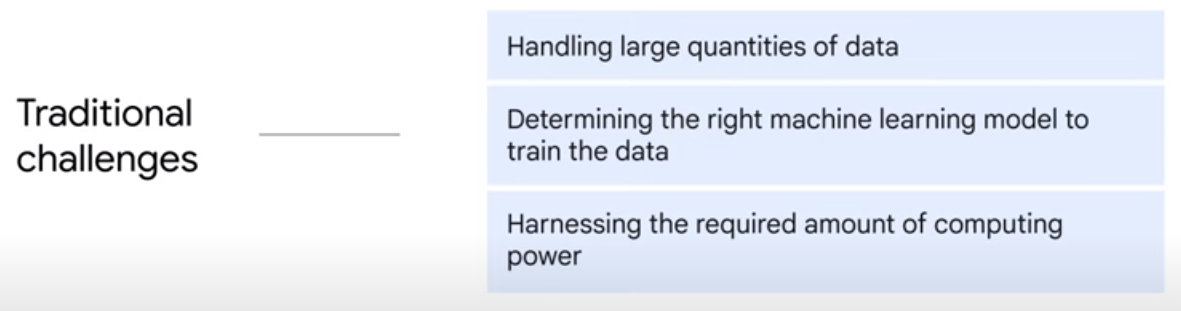 Traditional
challenges
Handling large quantities of data
Determining the right machine learning model to
train the data
Harnessing the required amount of computing
power